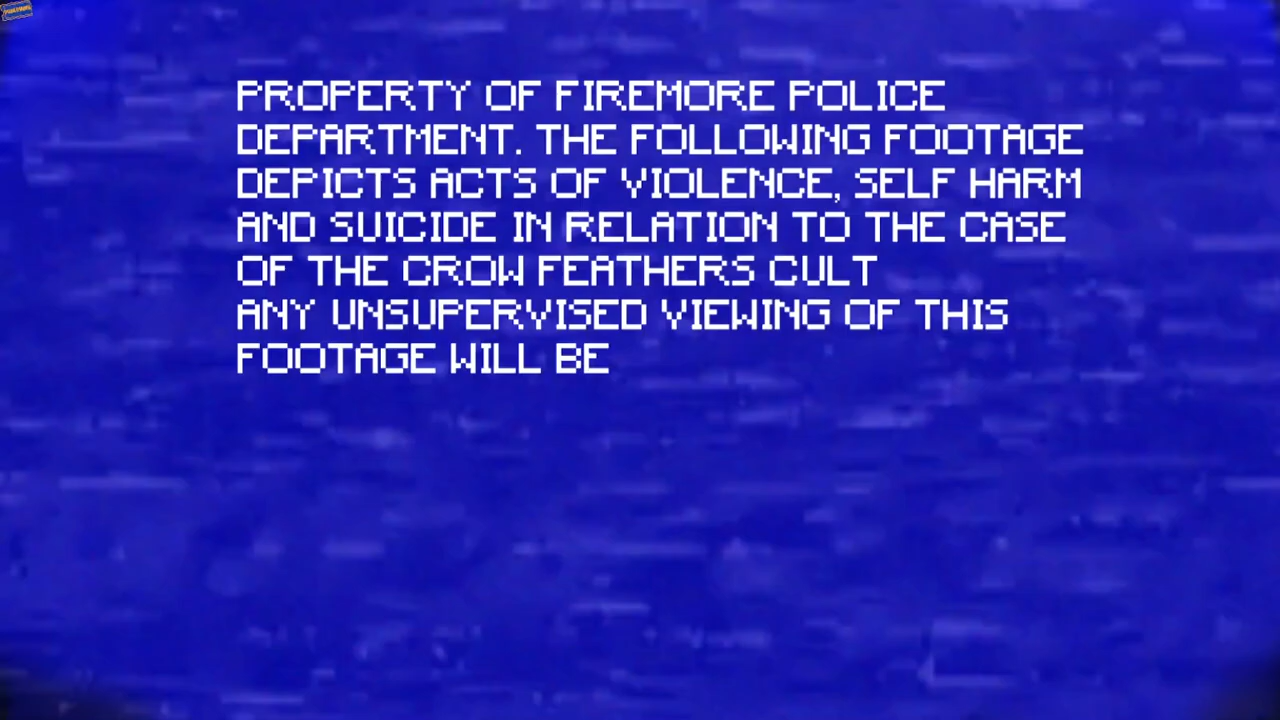 PROPERTY OF FIREMORE POLICE
DEPARTMENT. THE FOLLOWING FOOTAGE
DEPICTS ACTS OF VIOLENCE, SELF HARM
AND SUICIDE IN RELATION TO THE CASE
OF THE CROW FEATHERS CULT
ANY UNSUPERVISED VIEWING OF THIS
FOOTAGE WILL BE